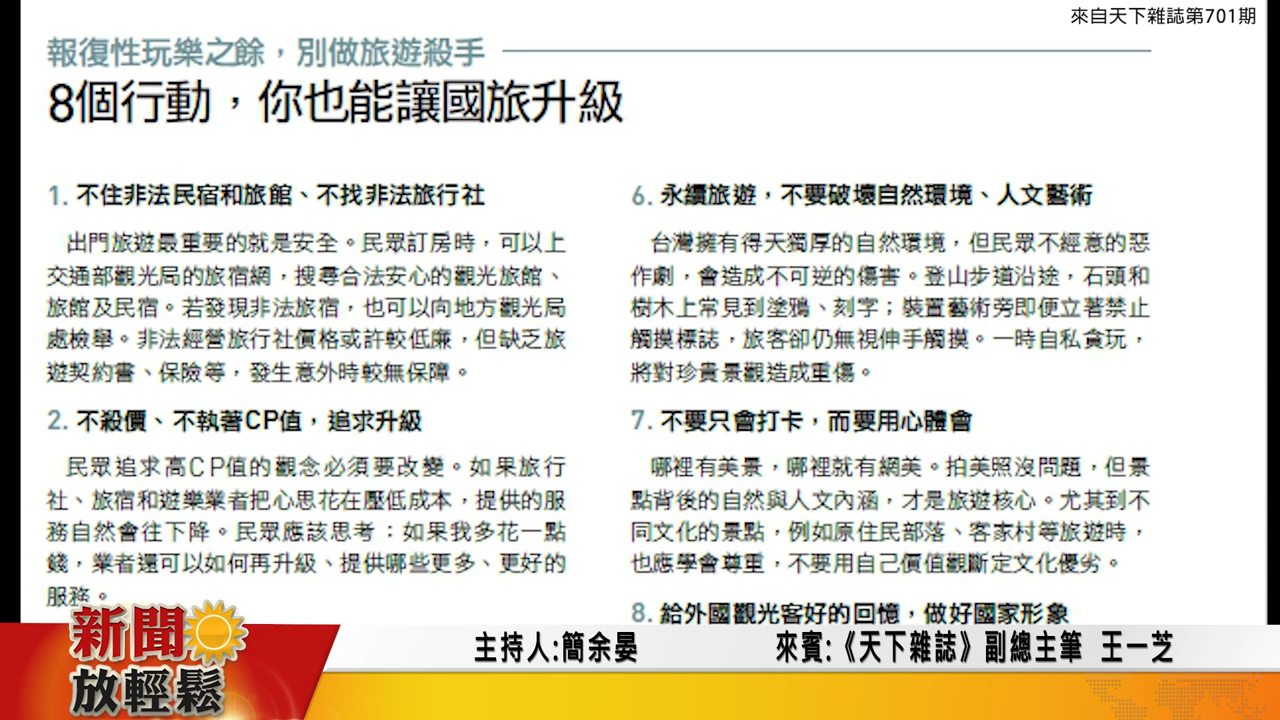 來自天下雜誌第701期
報復性玩樂之餘，別做旅遊殺手
8個行動，你也能讓國旅升級
1. 不住非法民宿和旅館、不找非法旅行社
出門旅遊最重要的就是安全。民眾訂房時，可以上
交通部觀光局的旅宿網，搜尋合法安心的觀光旅館、
旅館及民宿。若發現非法旅宿，也可以向地方觀光局
處檢舉。非法經營旅行社價格或許較低廉，但缺乏旅
遊契約書、保險等，發生意外時較無保障。
2. 不殺價、不執著CP值，追求升級
民眾追求高CP值的觀念必須要改變。如果旅行
社、旅宿和遊樂業者把心思花在壓低成本，提供的服
務自然會往下降。民眾應該思考：如果我多花一點
錢，業者還可以如何再升級、提供哪些更多、更好的
服務。
6. 永續旅遊，不要破壞自然環境、人文藝術
台灣擁有得天獨厚的自然環境，但民眾不經意的惡
作劇，會造成不可逆的傷害。登山步道沿途，石頭和
樹木上常見到塗鴉、刻字；裝置藝術旁即便立著禁止
觸摸標誌，旅客卻仍無視伸手觸摸。一時自私貪玩，
將對珍貴景觀造成重傷。
7. 不要只會打卡，而要用心體會
哪裡有美景，哪裡就有網美。拍美照沒問題，但景
點背後的自然與人文內涵，才是旅遊核心。尤其到不
同文化的景點，例如原住民部落、客家村等旅遊時，
也應學會尊重，不要用自己價值觀斷定文化優劣。
8. 給外國觀光客好的回憶，做好國家形象
新聞
放輕鬆
主持人:簡余晏
來賓:《天下雜誌》副總主筆 王一芝